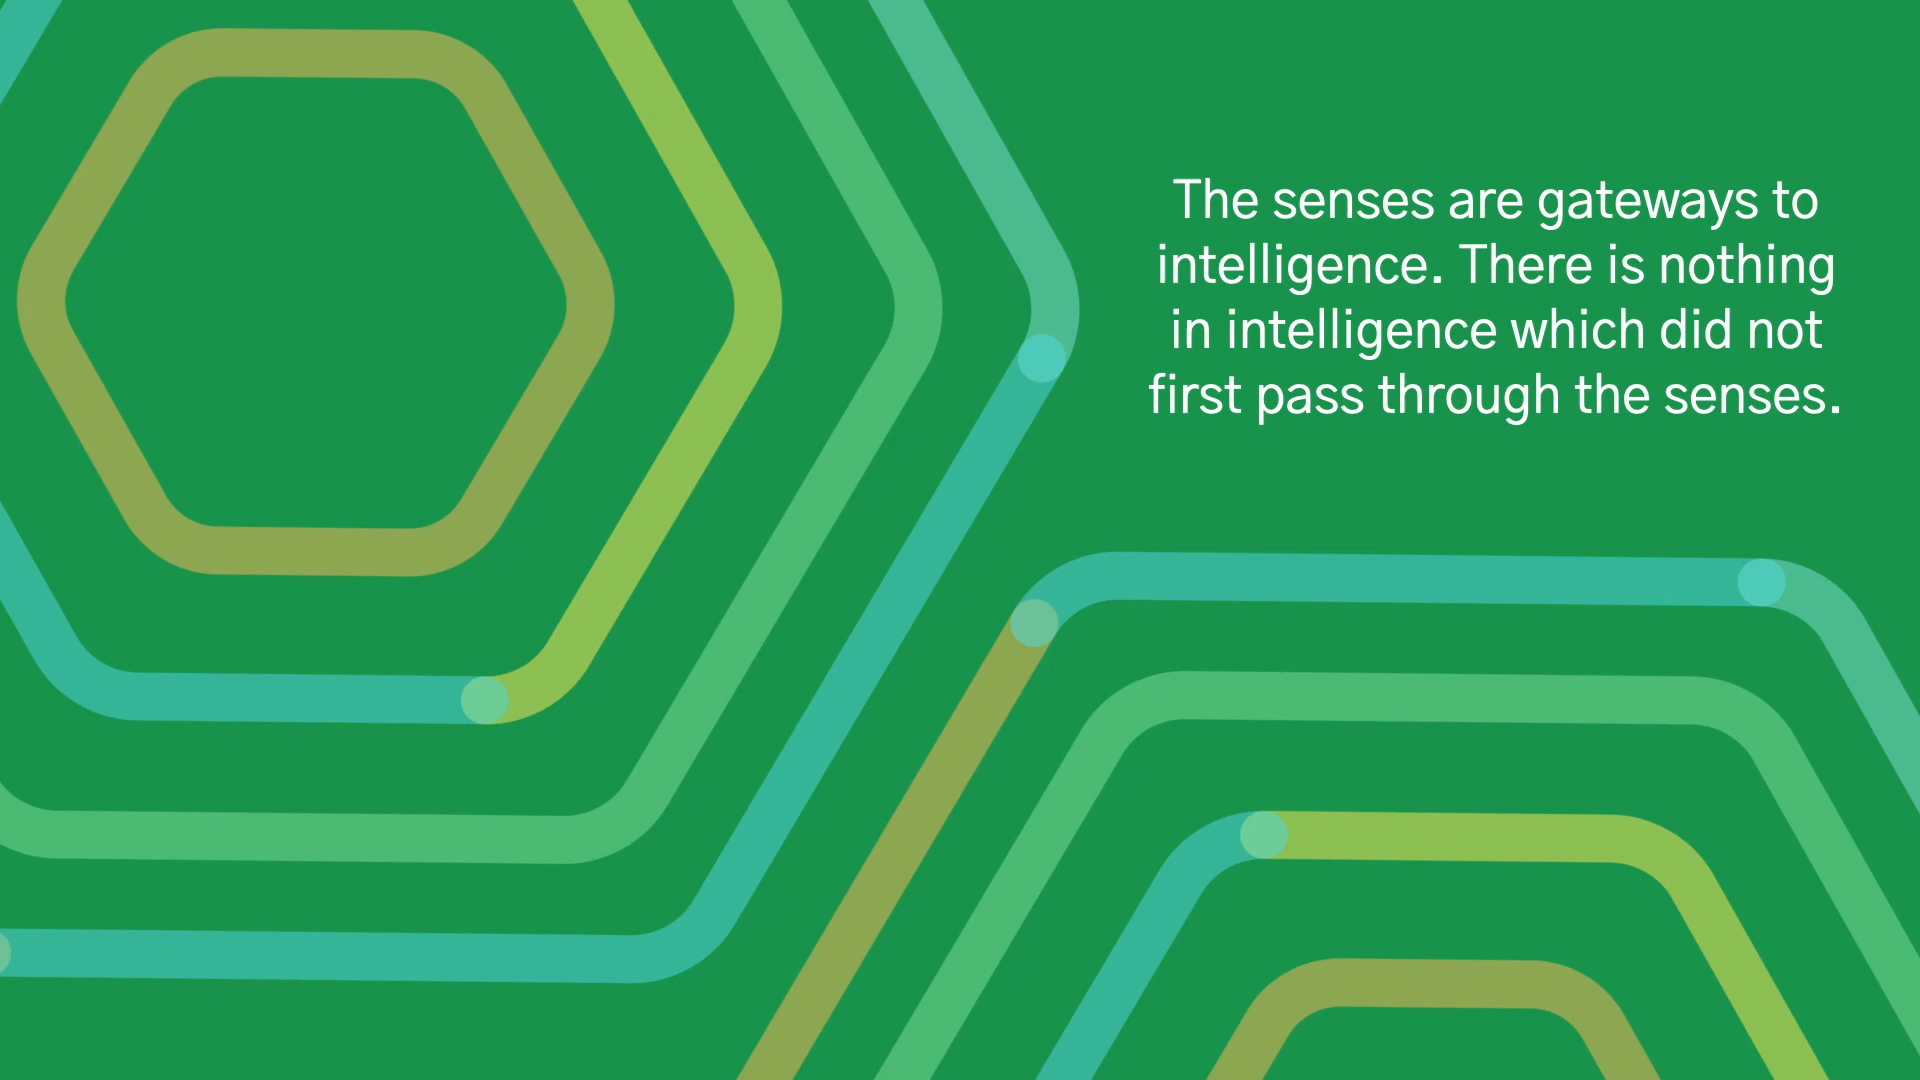 The senses are gateways to
intelligence. There is nothing
in intelligence which did not
first pass through the senses.